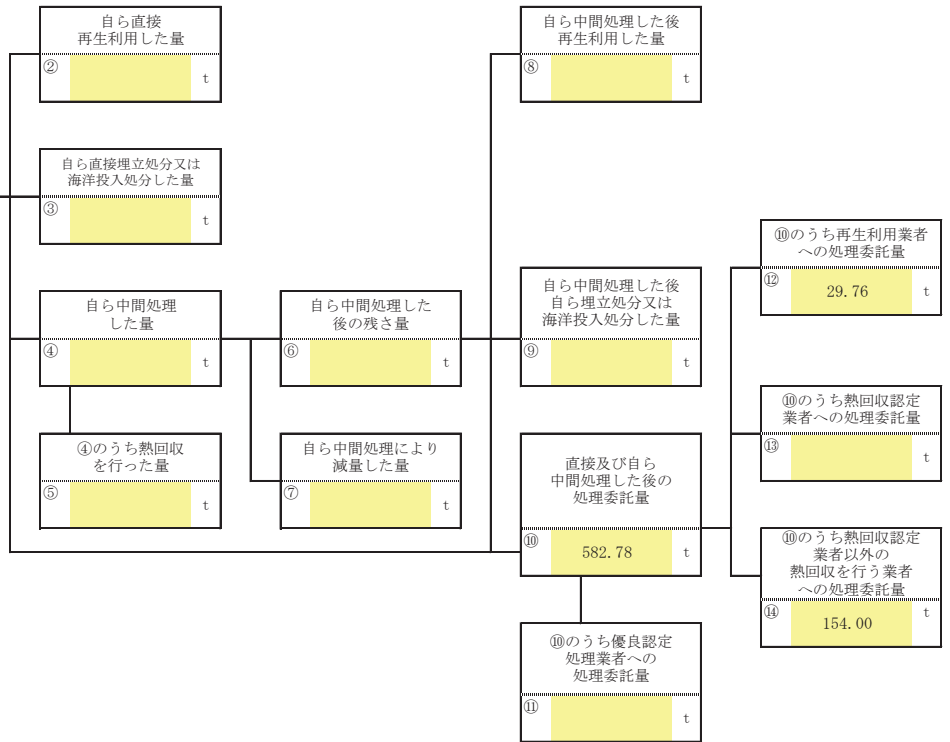 自ら直接
再生利用した量
② t
自ら直接埋立処分又は
海洋投入処分した量
③ t
自ら中間処理
した量
④ t
④のうち熱回収
を行った量
⑤ t
自ら中間処理した
後の残さ量
⑥ t
自ら中間処理により
減量した量
⑦ t
自ら中間処理した後
再生利用した量
⑧ t
自ら中間処理した後
自ら埋立処分又は
海洋投入処分した量
⑨ t
直接及び自ら
中間処理した後の
処理委託量
⑩ 582.78 t
⑩のうち優良認定
処理業者への
処理委託量
⑪ t
⑩のうち再生利用業者
への処理委託量
⑫ 29.76 t
⑩のうち熱回収認定
業者への処理委託量
⑬ t
⑩のうち熱回収認定
業者以外の
熱回収を行う業者
への処理委託量
⑭ 154.00 t